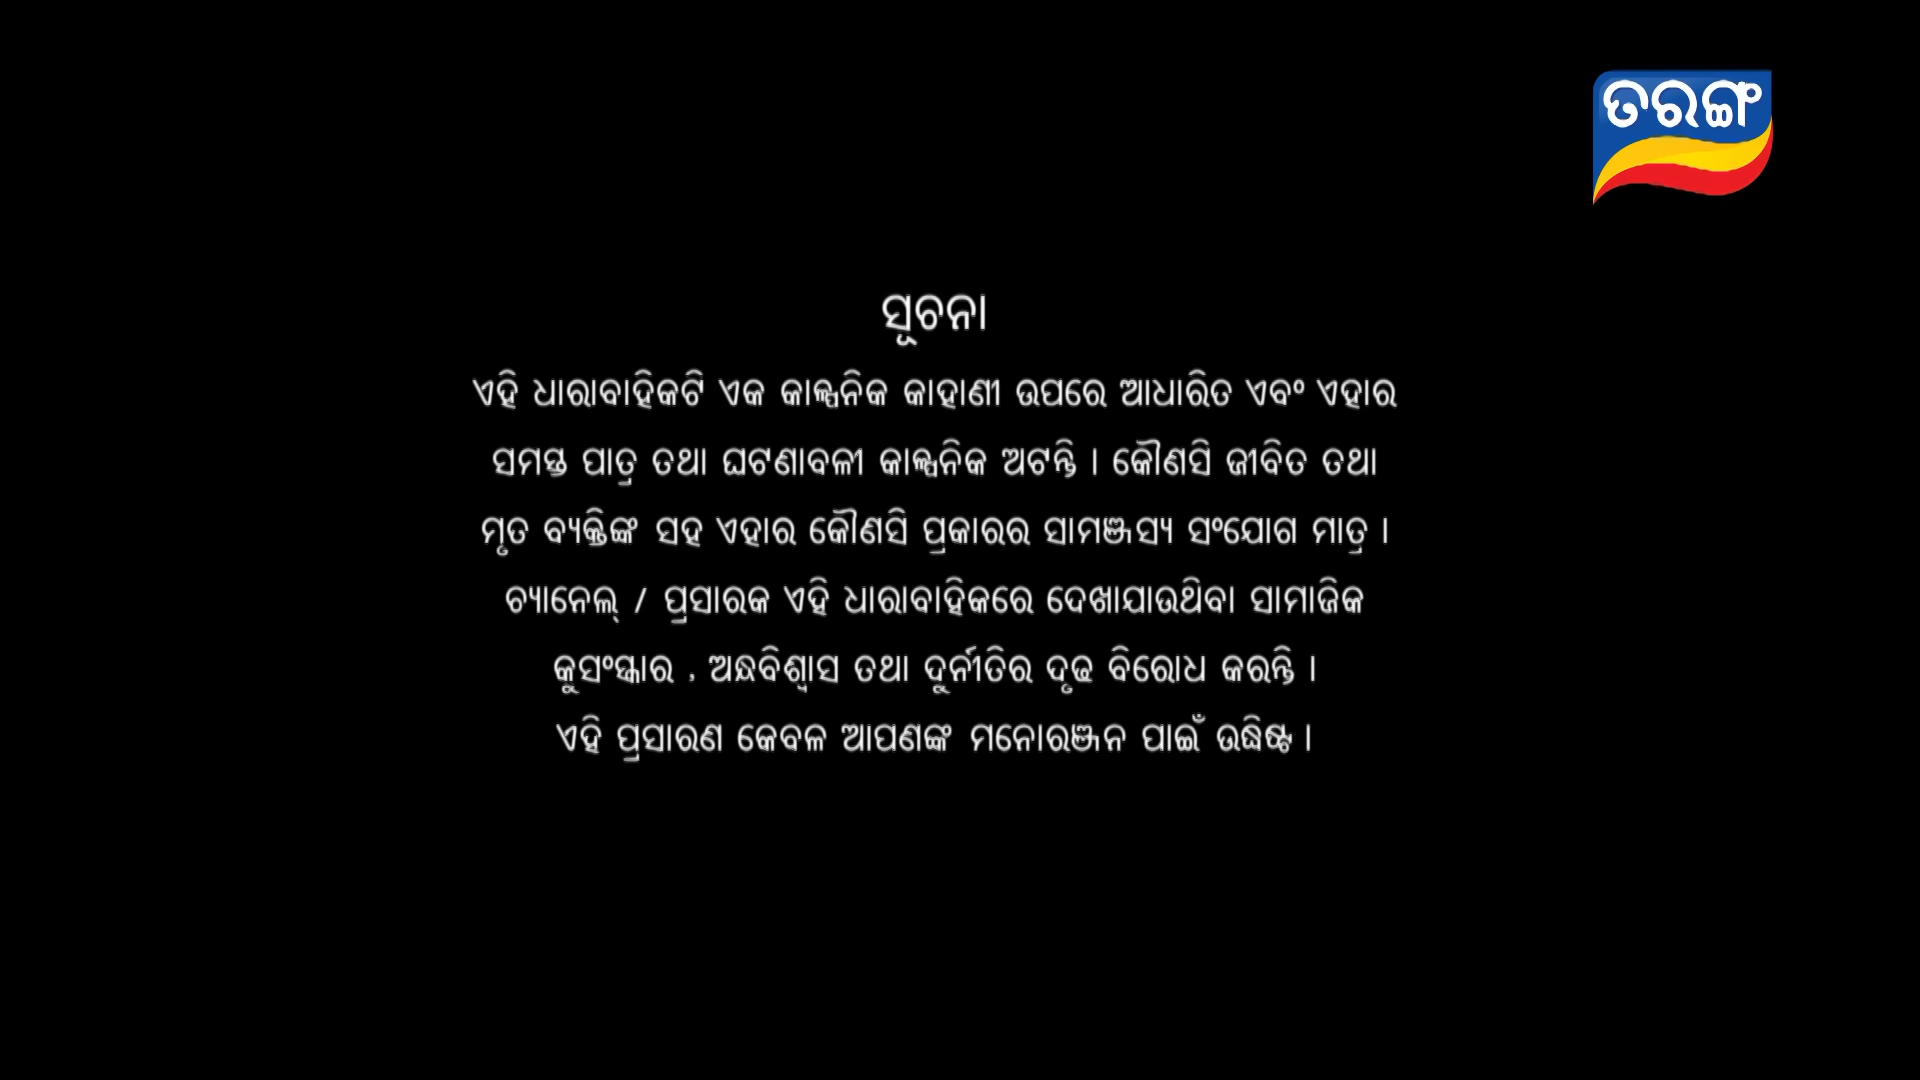 ତରଙ୍ଗ
ସୂଚନା
ଏହି ଧାରାବାହିକଟି ଏକ କାଳ୍ପନିକ କାହାଣୀ ଉପରେ ଆଧାରିତ ଏବଂ ଏହାର
ସମସ୍ତ ପାତ୍ର ତଥା ଘଟଣାବଳୀ କାଳ୍ପନିକ ଅଟନ୍ତି । କୌଣସି ଜୀବିତ ତଥା
ମୃତ ବ୍ୟକ୍ତିଙ୍କ ସହ ଏହାର କୌଣସି ପ୍ରକାରର ସାମଞ୍ଜସ୍ୟ ସଂଯୋଗ ମାତ୍ର ।
ଚ୍ୟାନେଲ୍ / ପ୍ରସାରକ ଏହି ଧାରାବାହିକରେ ଦେଖାଯାଉଥିବା ସାମାଜିକ
କୁସଂସ୍କାର , ଅନ୍ଧବିଶ୍ୱାସ ତଥା ଦୁର୍ନୀତିର ଦୃଢ ବିରୋଧ କରନ୍ତି ।
ଏହି ପ୍ରସାରଣ କେବଳ ଆପଣଙ୍କ ମନୋରଞ୍ଜନ ପାଇଁ ଉଦ୍ଧିଷ୍ଟ ।